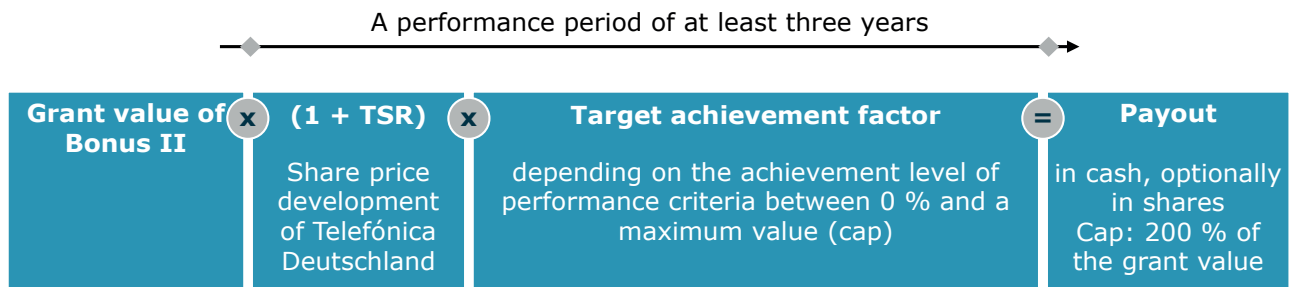 A performance period of at least three years
Grant value of
Bonus II
x
(1 + TSR)
Share price
development
of Telefónica
Deutschland
x
Target achievement factor
depending on the achievement level of
performance criteria between 0 % and a
maximum value (cap)
=
Payout
in cash, optionally
in shares
Cap: 200 % of
the grant value